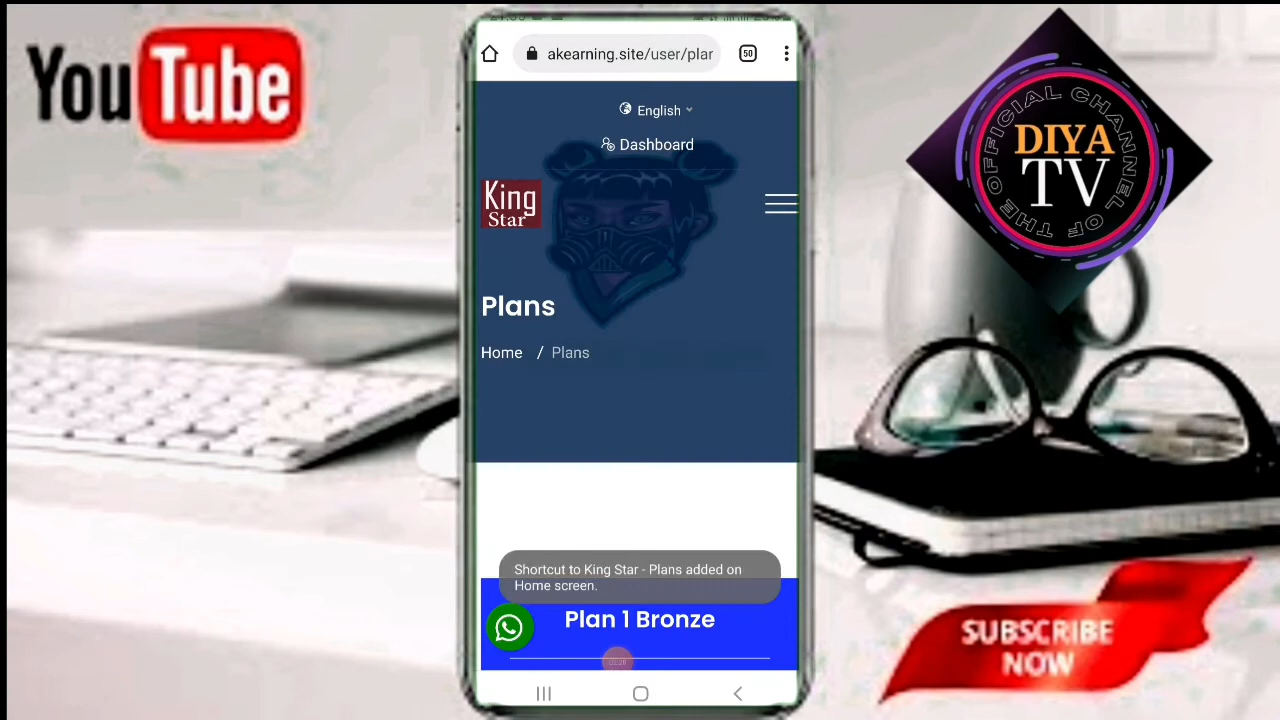 YouTube
akearning.site/user/plar
50
English
Dashboard
King
Star
Plans
Home / Plans
Shortcut to King Star - Plans added on
Home screen.
Plan 1 Bronze
OFFICIAL CHANNEL OF THE
DIYA
TV
SUBSCRIBE
NOW